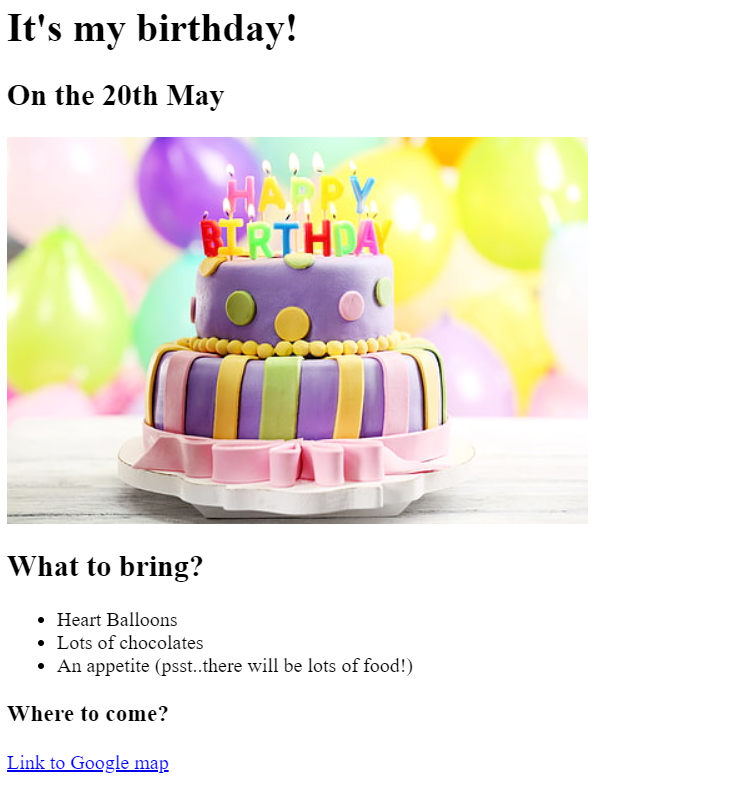 It's my birthday!
On the 20th May
HAPPY
BIRTHDAY
What to bring?
Heart Balloons
Lots of chocolates
An appetite (psst..there will be lots of food!)
Where to come?
Link to Google map